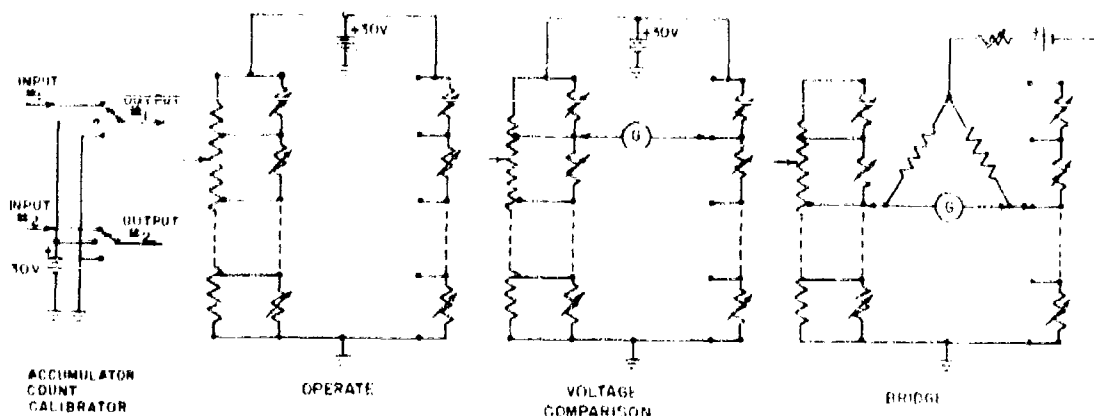 +30V
+30V
INPUT
#1
OUTPUT
#1
G
INPUT
#2
OUTPUT
#2
G
+
30V
ACCUMULATOR
COUNT
CALIBRATOR
OPERATE
VOLTAGE
COMPARISON
BRIDGE